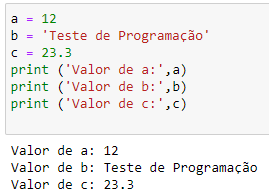 a = 12
b = 'Teste de Programação'
c = 23.3
print ('Valor de a:',a)
print ('Valor de b:',b)
print ('Valor de c:',c)
Valor de a: 12
Valor de b: Teste de Programação
Valor de c: 23.3